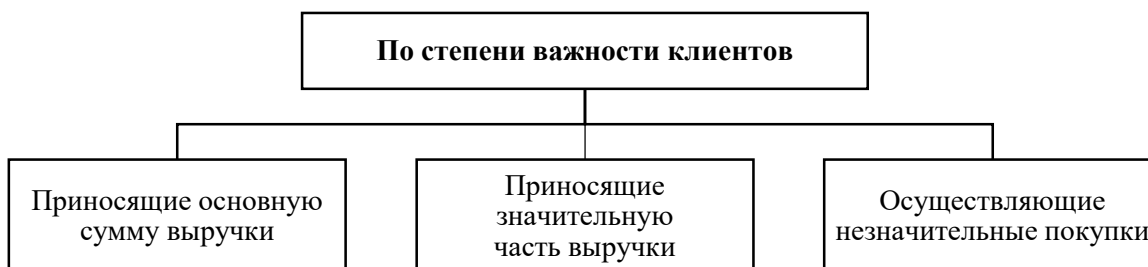 По степени важности клиентов
Приносящие основную
сумму выручки
Приносящие
значительную
часть выручки
Осуществляющие
незначительные покупки